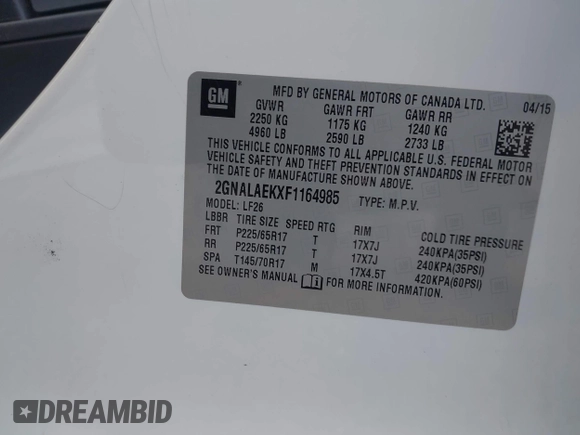 GM
MFD BY GENERAL MOTORS OF CANADA LTD. 04/15
GVWR GAWR FRT GAWR RR
2250 KG 1175 KG 1240 KG
4960 LB 2590 LB 2733 LB
THIS VEHICLE CONFORMS TO ALL APPLICABLE U.S. FEDERAL MOTOR
VEHICLE SAFETY AND THEFT PREVENTION STANDARDS IN EFFECT ON
THE DATE OF MANUFACTURE SHOWN ABOVE.
2GNALAEKXF1164985 TYPE: M.P.V.
MODEL: LF26
LBBR TIRE SIZE SPEED RTG RIM COLD TIRE PRESSURE
FRT P225/65R17 T 17X7J 240KPA(35PSI)
RR P225/65R17 T 17X7J 240KPA(35PSI)
SPA T145/70R17 M 17X4.5T 420KPA(60PSI)
SEE OWNER'S MANUAL FOR MORE INFORMATION.
DREAMBID